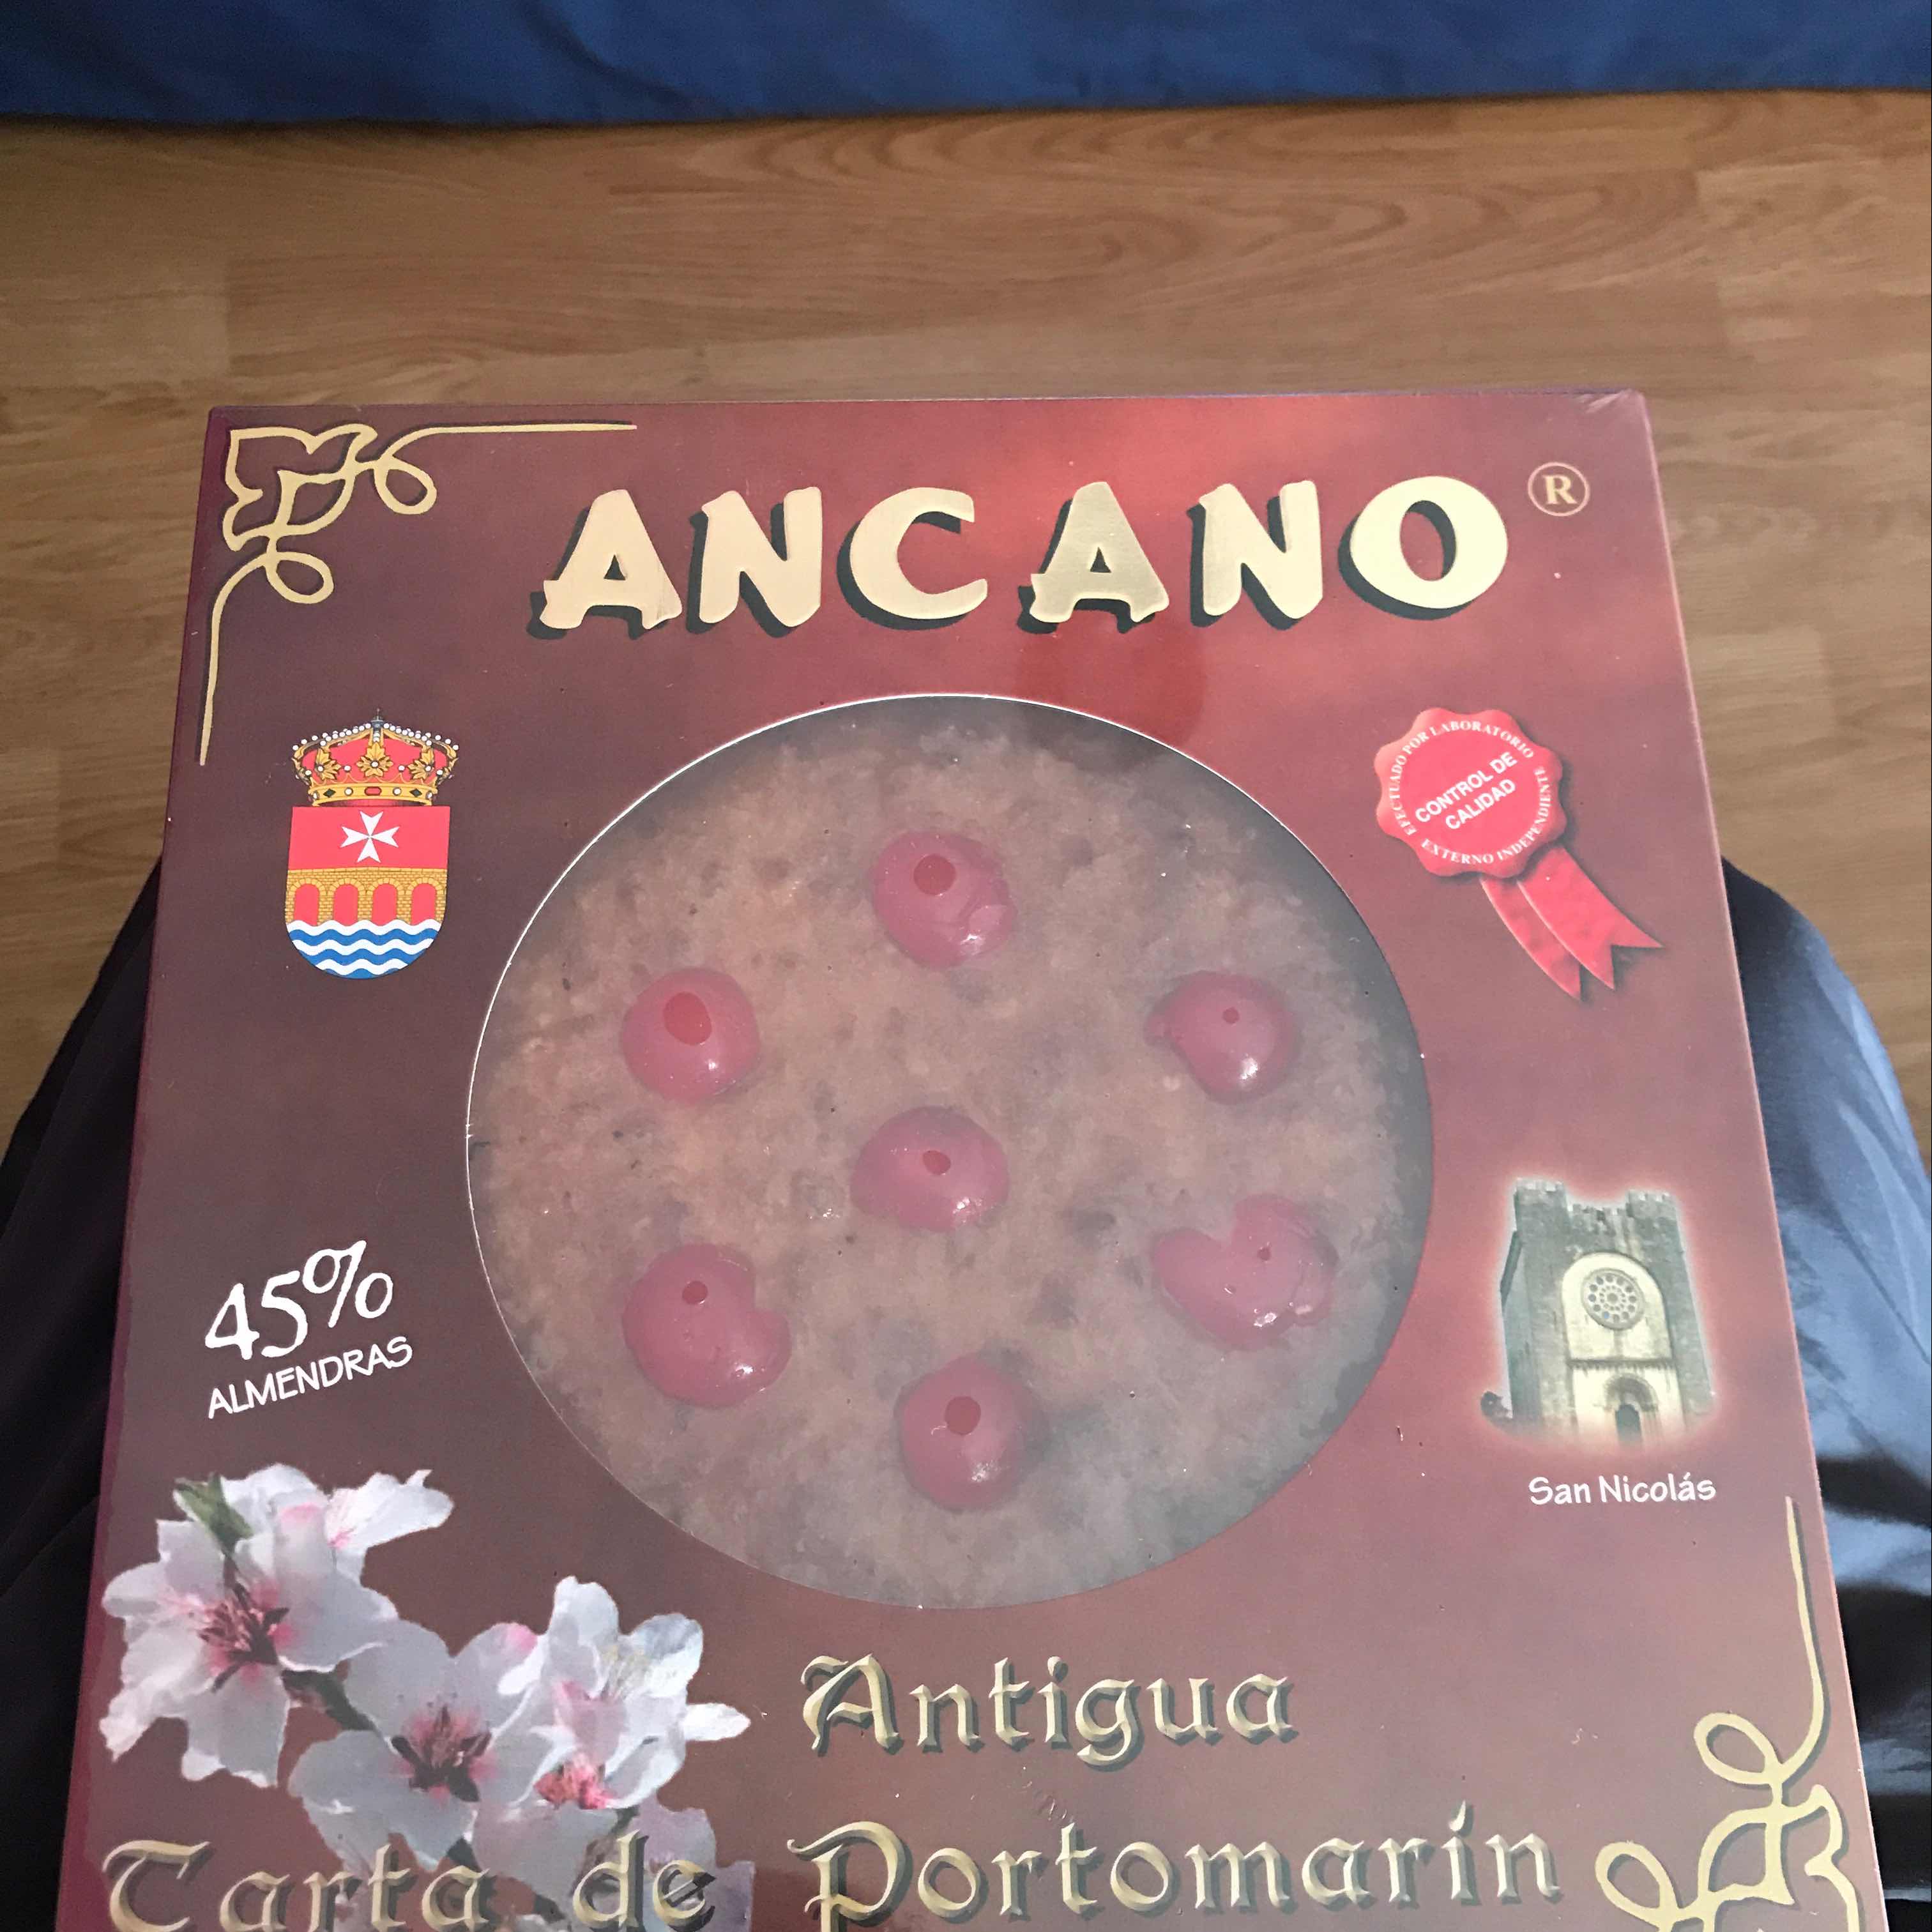 ANCANO ®
EFECTUADO POR LABORATORIO
CONTROL DE
CALIDAD
EXTERNO INDEPENDIENTE
45%
ALMENDRAS
San Nicolás
Antigua
Tarta de Portomarín